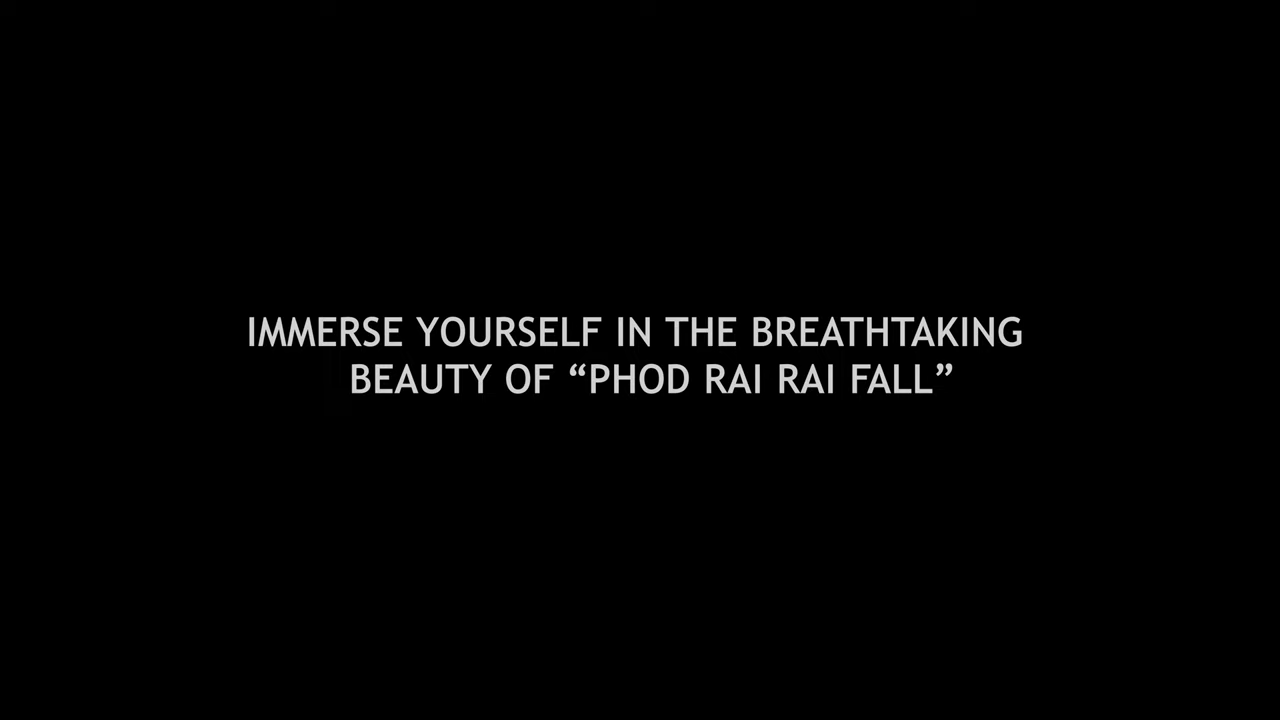 IMMERSE YOURSELF IN THE BREATHTAKING
BEAUTY OF “PHOD RAI RAI FALL”